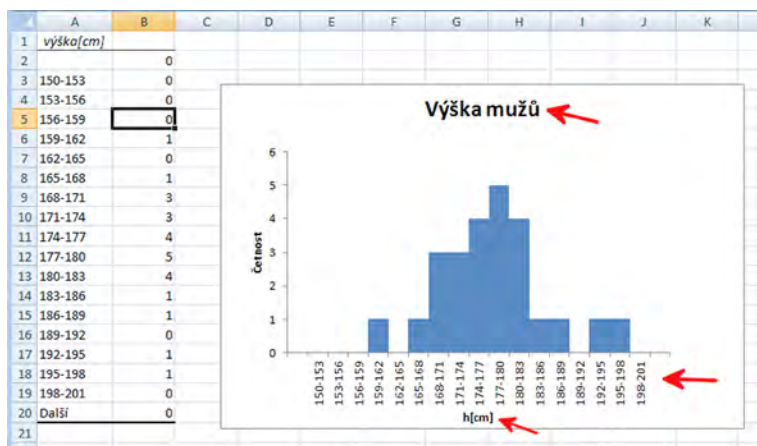 A B C D E F G H I J K
1 výška[cm]
2 0
3 150-153 0
4 153-156 0
5 156-159 0
6 159-162 1
7 162-165 0
8 165-168 1
9 168-171 3
10 171-174 3
11 174-177 4
12 177-180 5
13 180-183 4
14 183-186 1
15 186-189 1
16 189-192 0
17 192-195 1
18 195-198 1
19 198-201 0
20 Další 0
21
Výška mužů
6
5
4
3
2
1
0
Četnost
150-153
153-156
156-159
159-162
162-165
165-168
168-171
171-174
174-177
177-180
180-183
183-186
186-189
189-192
192-195
195-198
198-201
h[cm]